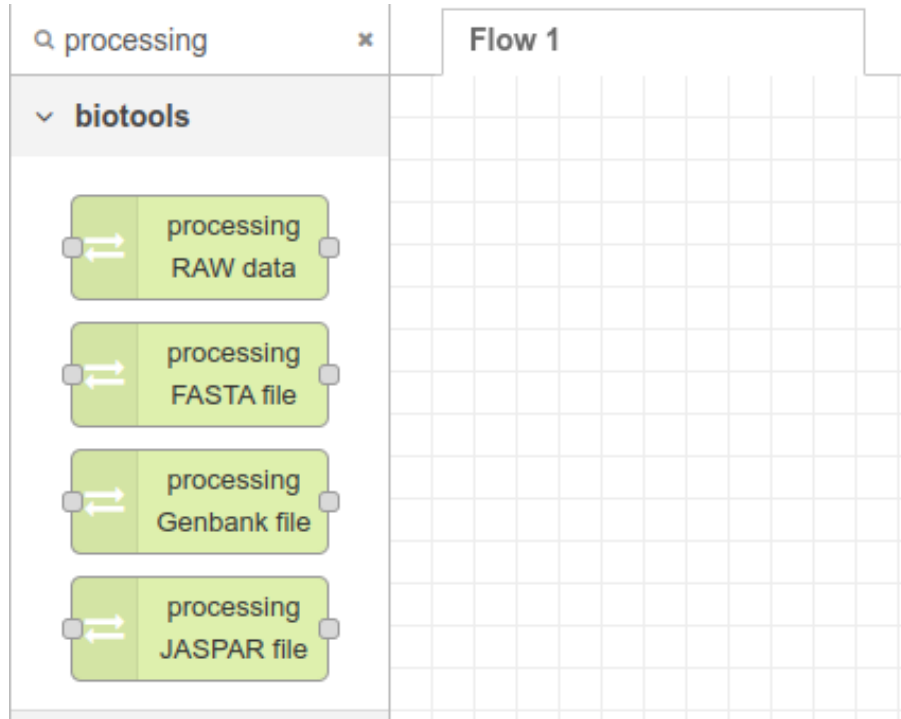 processing
Flow 1
biotools
processing
RAW data
processing
FASTA file
processing
Genbank file
processing
JASPAR file